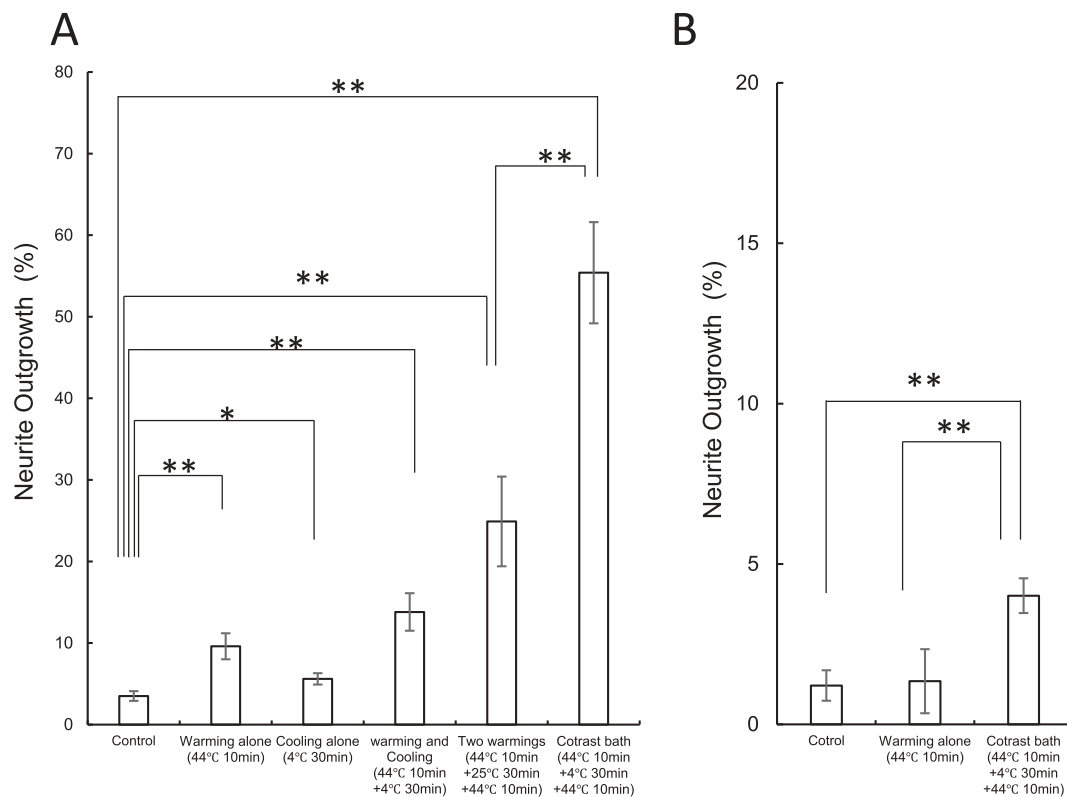 A
Neurite Outgrowth (%)
80
70
60
50
40
30
20
10
0
**
**
**
**
*
**
Control
Warming alone
(44℃ 10min)
Cooling alone
(4℃ 30min)
warming and
Cooling
(44℃ 10min
+4℃ 30min)
Two warmings
(44℃ 10min
+25℃ 30min
+44℃ 10min)
Cotrast bath
(44℃ 10min
+4℃ 30min
+44℃ 10min)
B
Neurite Outgrowth (%)
20
15
10
5
0
**
**
Cotrol
Warming alone
(44℃ 10min)
Cotrast bath
(44℃ 10min
+4℃ 30min
+44℃ 10min)